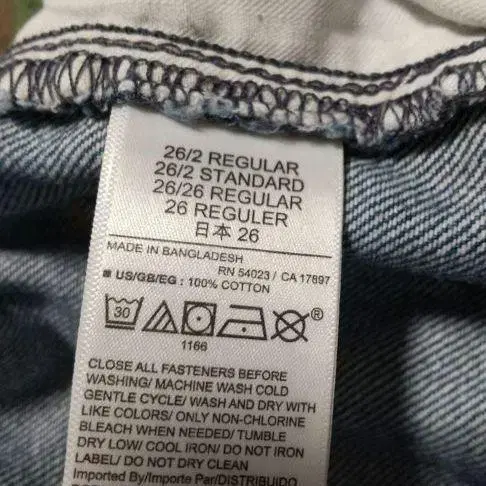 26/2 REGULAR
26/2 STANDARD
26/26 REGULAR
26 REGULER
日本 26
MADE IN BANGLADESH
RN 54023 / CA 17897
■ US/GB/EG: 100% COTTON
30
®
1166
CLOSE ALL FASTENERS BEFORE
WASHING/ MACHINE WASH COLD
GENTLE CYCLE/ WASH AND DRY WITH
LIKE COLORS/ ONLY NON-CHLORINE
BLEACH WHEN NEEDED/ TUMBLE
DRY LOW/ COOL IRON/ DO NOT IRON
LABEL/ DO NOT DRY CLEAN
Imported By/Importe Par/DISTRIBUIDO